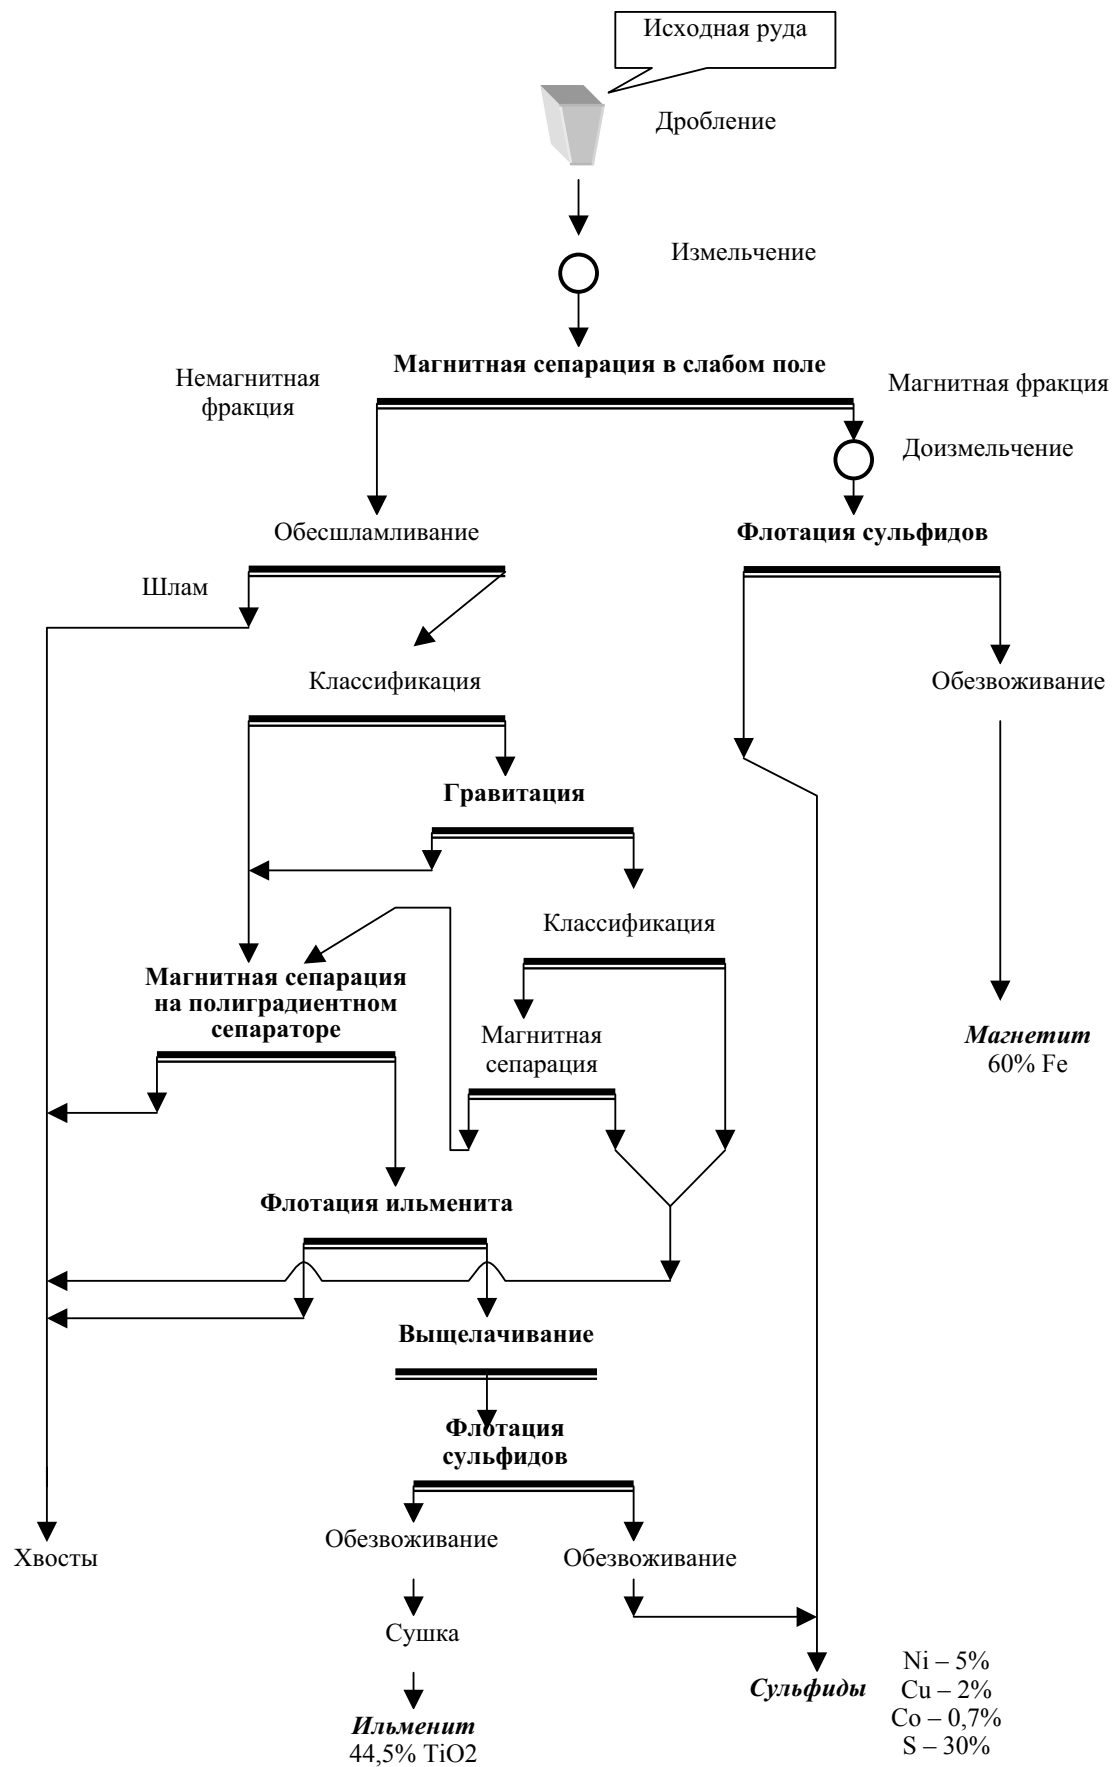 Исходная руда
Дробление
Измельчение
Магнитная сепарация в слабом поле
Немагнитная
фракция
Магнитная фракция
Доизмельчение
Обесшламливание
Флотация сульфидов
Шлам
Классификация
Обезвоживание
Гравитация
Классификация
Магнитная сепарация
на полиградиентном
сепараторе
Магнитная
сепарация
Магнетит
60% Fe
Флотация ильменита
Выщелачивание
Флотация
сульфидов
Обезвоживание
Обезвоживание
Хвосты
Сушка
Сульфиды
Ni – 5%
Cu – 2%
Co – 0,7%
S – 30%
Ильменит
44,5% TiO2